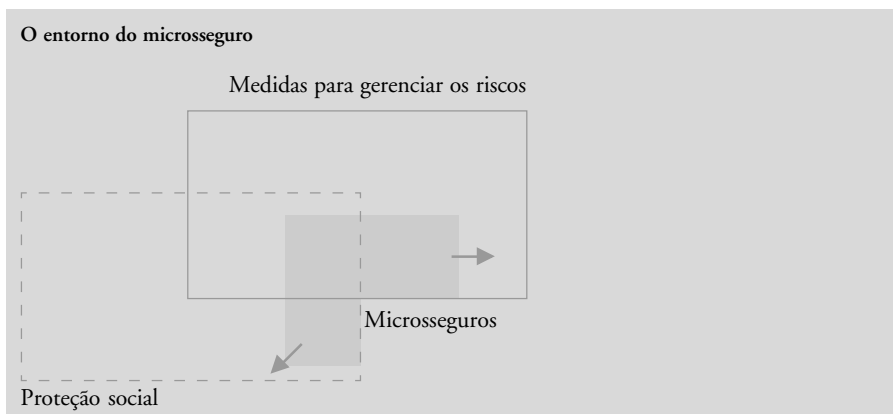 O entorno do microsseguro
Medidas para gerenciar os riscos
Microsseguros
Proteção social